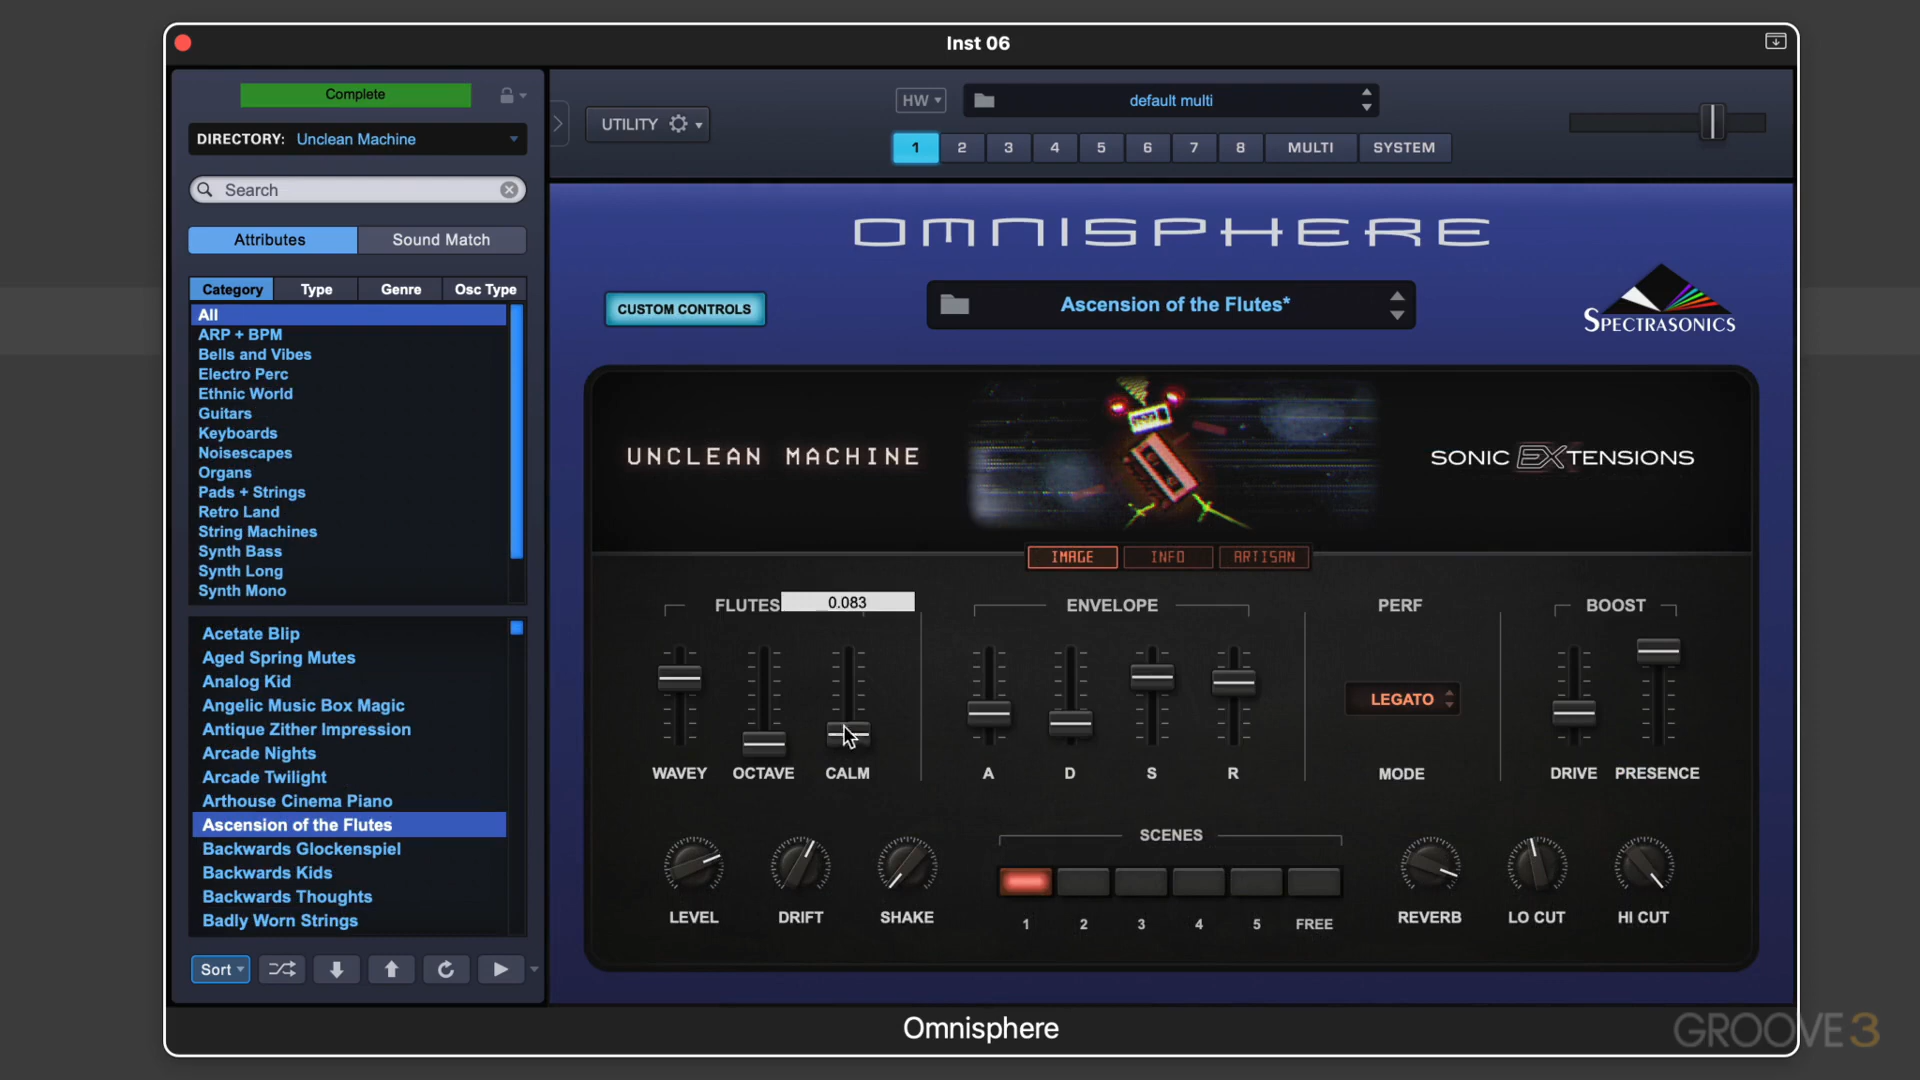 Inst 06
Complete
DIRECTORY: Unclean Machine
Search
Attributes
Sound Match
Category
Type
Genre
Osc Type
All
ARP + BPM
Bells and Vibes
Electro Perc
Ethnic World
Guitars
Keyboards
Noisescapes
Organs
Pads + Strings
Retro Land
String Machines
Synth Bass
Synth Long
Synth Mono
Acetate Blip
Aged Spring Mutes
Analog Kid
Angelic Music Box Magic
Antique Zither Impression
Arcade Nights
Arcade Twilight
Arthouse Cinema Piano
Ascension of the Flutes
Backwards Glockenspiel
Backwards Kids
Backwards Thoughts
Badly Worn Strings
Sort
UTILITY
HW
default multi
1 2 3 4 5 6 7 8 MULTI SYSTEM
OMNISPHERE
CUSTOM CONTROLS
Ascension of the Flutes*
SPECTRASONICS
UNCLEAN MACHINE
SONIC EXTENSIONS
IMAGE INFO ARTISAN
FLUTES 0.083
ENVELOPE
PERF
BOOST
LEGATO
WAVEY OCTAVE CALM
A D S R
MODE
DRIVE PRESENCE
SCENES
LEVEL DRIFT SHAKE
1 2 3 4 5 FREE
REVERB LO CUT HI CUT
Omnisphere
GROOVE3